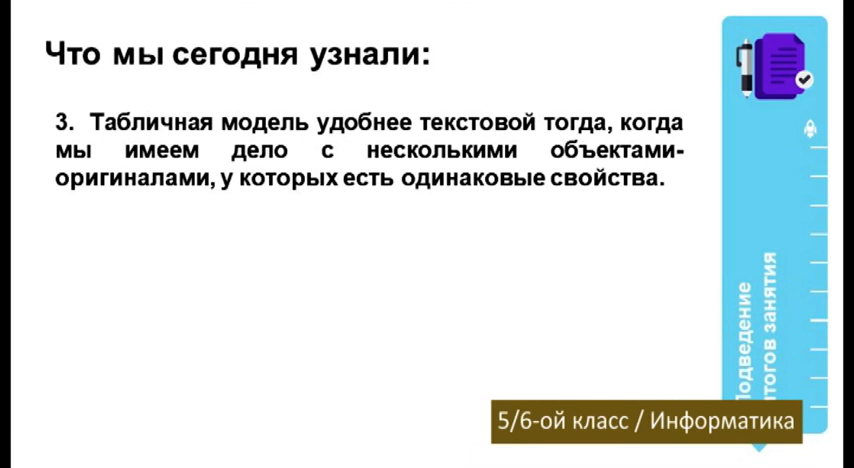 Что мы сегодня узнали:
3. Табличная модель удобнее текстовой тогда, когда
мы имеем дело с несколькими объектами-
оригиналами, у которых есть одинаковые свойства.
Подведение
итогов занятия
5/6-ой класс / Информатика